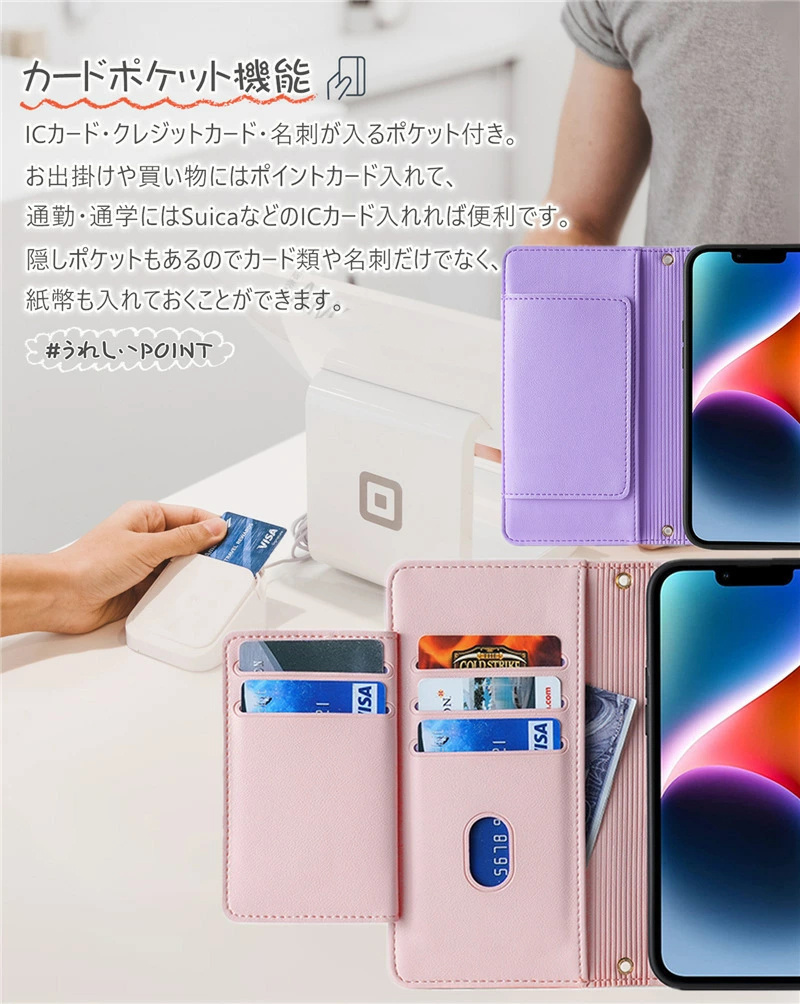 カードポケット機能
ICカード・クレジットカード・名刺が入るポケット付き。
お出掛けや買い物にはポイントカード入れて、
通勤・通学にはSuicaなどのICカード入れれば便利です。
隠しポケットもあるのでカード類や名刺だけでなく、
紙幣も入れておくことができます。
#うれしいPOINT
VISA
GOLD STRIKE
ON
.com
VISA
VISA